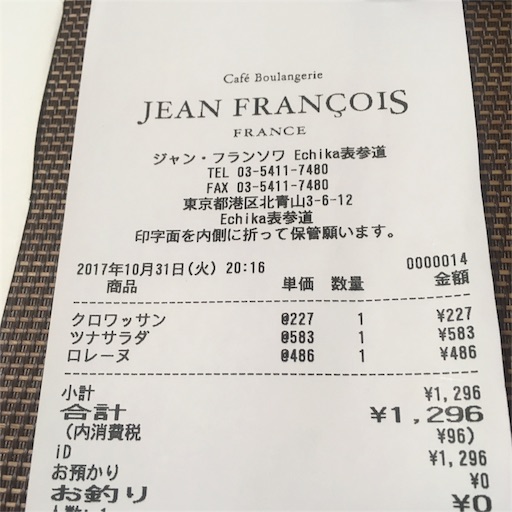 Café Boulangerie
JEAN FRANÇOIS
FRANCE
ジャン・フランソワ Echika表参道
TEL 03-5411-7480
FAX 03-5411-7480
東京都港区北青山3-6-12
Echika表参道
印字面を内側に折って保管願います。
0000014
2017年10月31日(火) 20:16
商品 単価 数量 金額
クロワッサン @227 1 ¥227
ツナサラダ @583 1 ¥583
ロレーヌ @486 1 ¥486
小計 ¥1,296
合計 ¥1,296
(内消費税 ¥96)
iD ¥1,296
お預かり ¥0
お釣り ¥0